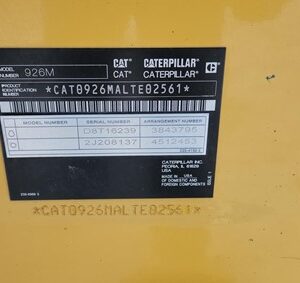 MODEL NUMBER 926M CAT® CATERPILLAR®
CAT® CATERPILLAR®
PRODUCT IDENTIFICATION NUMBER *CAT0926MALTE02561*
MODEL NUMBER SERIAL NUMBER ARRANGEMENT NUMBER
D8T16239 3843795
2J208137 4512453
CATERPILLAR INC.
PEORIA, IL 61629
USA
MADE IN USA
OF DOMESTIC AND
FOREIGN COMPONENTS
*CAT0926MALTE02561*